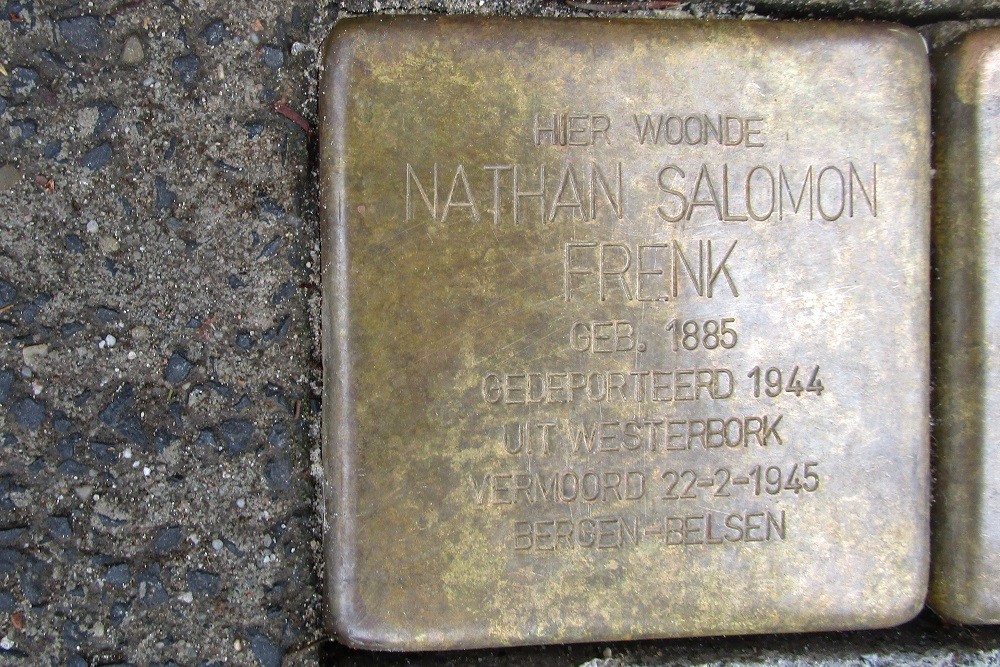 HIER WOONDE
NATHAN SALOMON
FRENK
GEB. 1885
GEDEPORTEERD 1944
UIT WESTERBORK
VERMOORD 22-2-1945
BERGEN-BELSEN